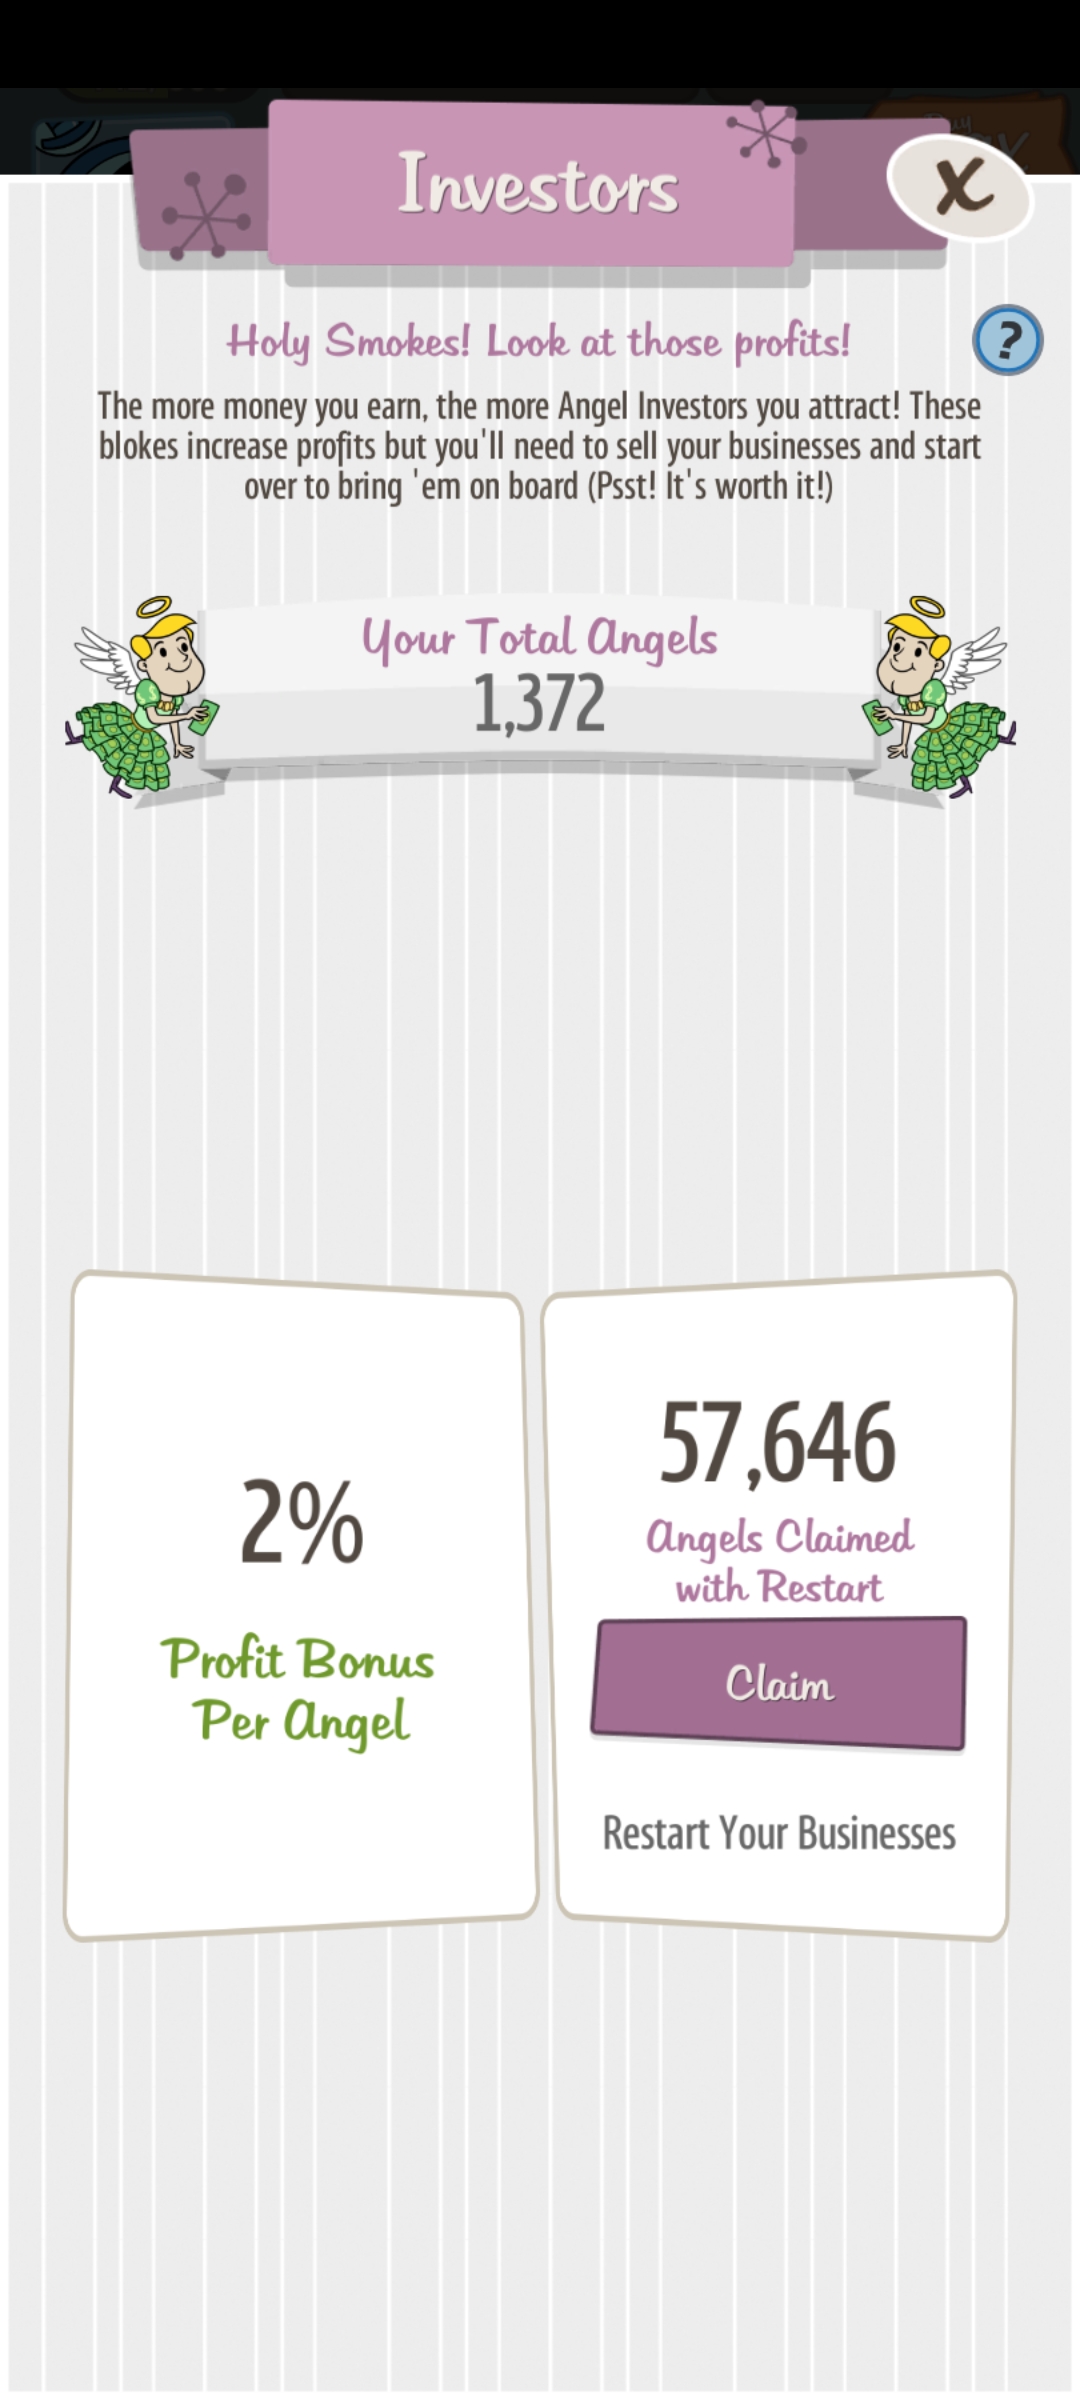 Investors
X
Holy Smokes! Look at those profits!
?
The more money you earn, the more Angel Investors you attract! These
blokes increase profits but you'll need to sell your businesses and start
over to bring 'em on board (Psst! It's worth it!)
Your Total Angels
1,372
2%
Profit Bonus
Per Angel
57,646
Angels Claimed
with Restart
Claim
Restart Your Businesses